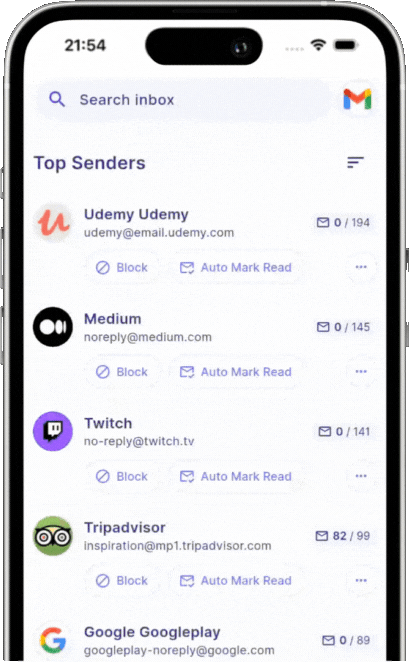 21:54
Search inbox
Top Senders
Udemy Udemy
udemy@email.udemy.com
0 / 194
Block
Auto Mark Read
Medium
noreply@medium.com
0 / 145
Block
Auto Mark Read
Twitch
no-reply@twitch.tv
0 / 141
Block
Auto Mark Read
Tripadvisor
inspiration@mp1.tripadvisor.com
82 / 99
Block
Auto Mark Read
Google Googleplay
googleplay-noreply@google.com
0 / 89